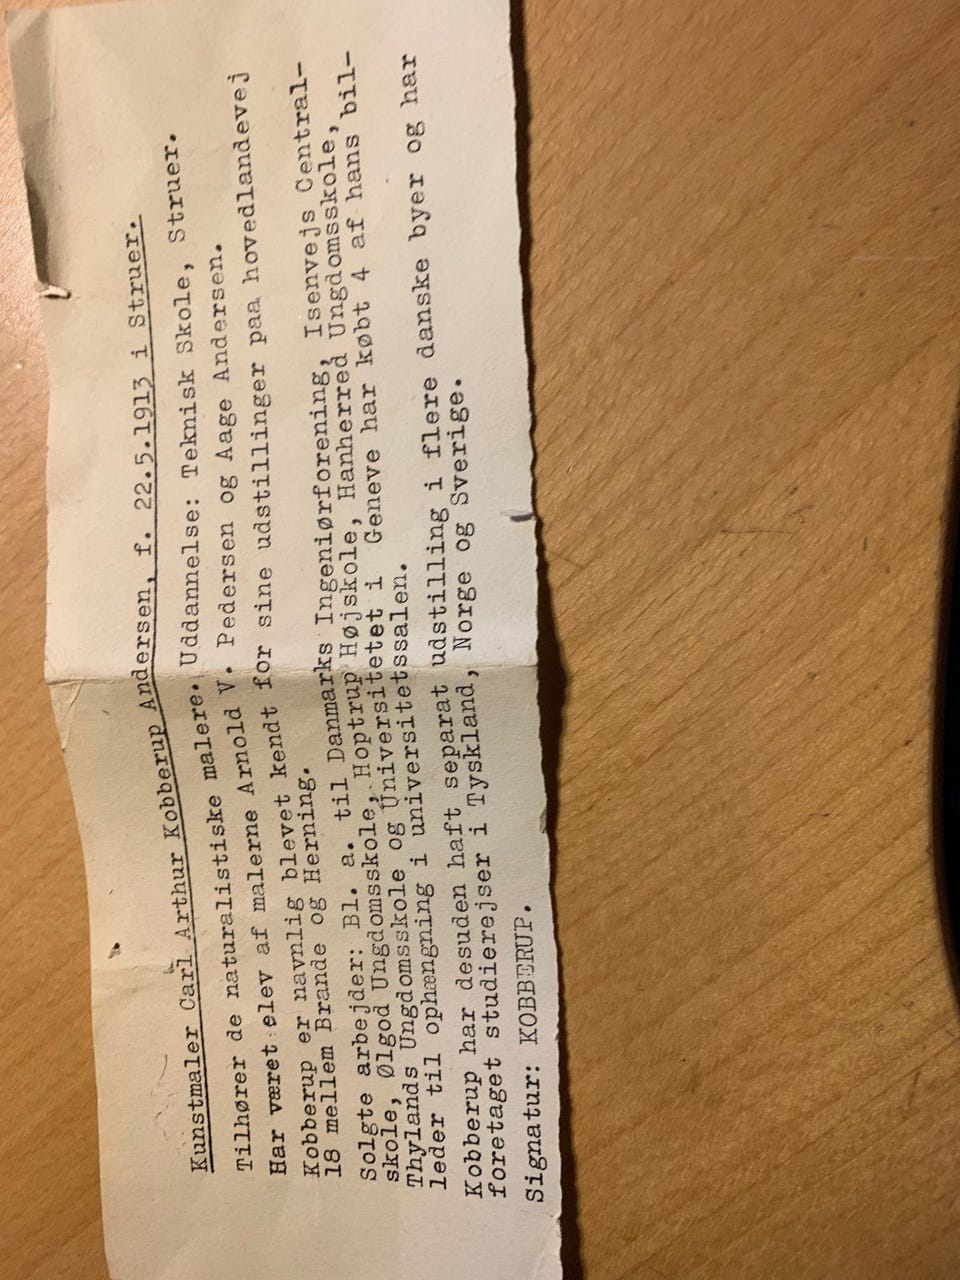 Kunstmaler Carl Arthur Kobberup Andersen, f. 22.5.1913 i Struer.
Tilhører de naturalistiske malere. Uddannelse: Teknisk Skole, Struer.
Har været elev af malerne Arnold V. Pedersen og Aage Andersen.
Kobberup er navnlig blevet kendt for sine udstillinger paa hovedlandevej
18 mellem Brande og Herning.
Solgte arbejder: Bl. a. til Danmarks Ingeniørforening, Isenvejs Central-
skole, Ølgod Ungdomsskole, Hoptrup Højskole, Hanherred Ungdomsskole,
Thylands Ungdomsskole og Universitetet i Geneve har købt 4 af hans bil-
leder til ophængning i universitetssalen.
Kobberup har desuden haft separat udstilling i flere danske byer og har
foretaget studierejser i Tyskland, Norge og Sverige.
Signatur: KOBBERUP.